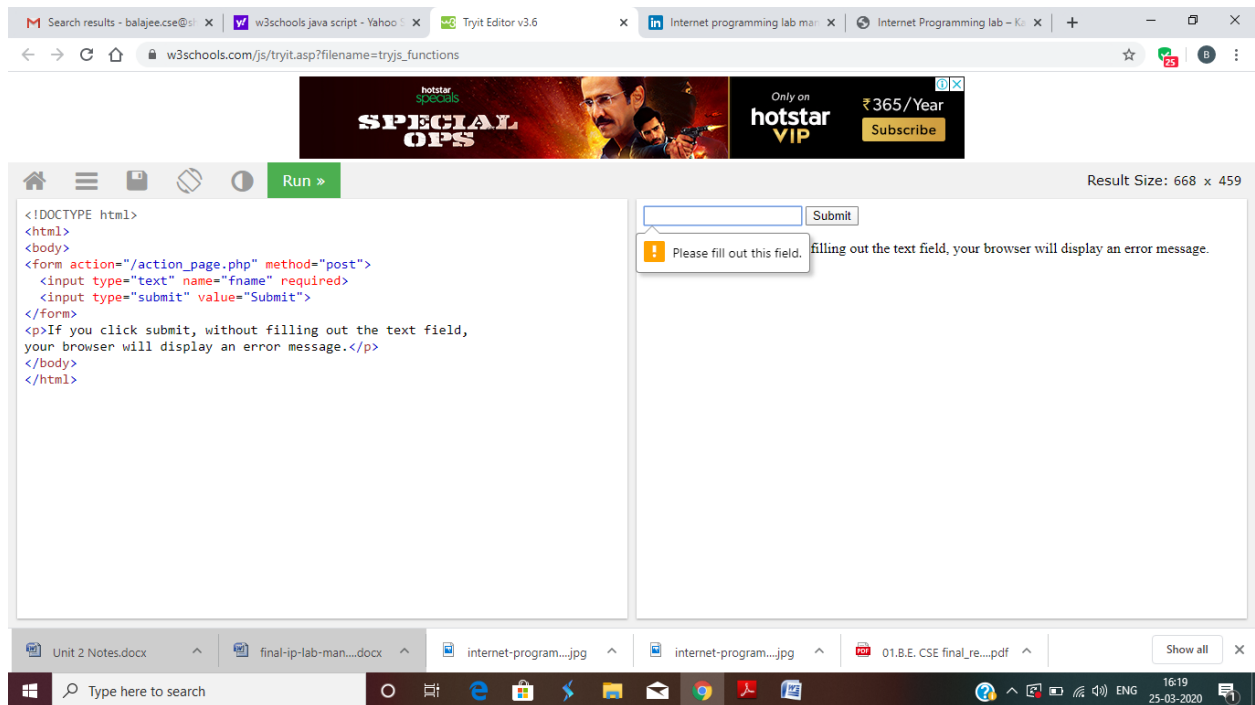 Search results - balajee.cse@sh
w3schools java script - Yahoo S
Tryit Editor v3.6
Internet programming lab man
Internet Programming lab – Ka
w3schools.com/js/tryit.asp?filename=tryjs_functions
25
B
hotstar
specials
SPECIAL
OPS
Only on
hotstar
VIP
₹365/Year
Subscribe
Run »
Result Size: 668 x 459
<!DOCTYPE html>
<html>
<body>
<form action="/action_page.php" method="post">
  <input type="text" name="fname" required>
  <input type="submit" value="Submit">
</form>
<p>If you click submit, without filling out the text field,
your browser will display an error message.</p>
</body>
</html>
Submit
! Please fill out this field.
filling out the text field, your browser will display an error message.
Unit 2 Notes.docx
final-ip-lab-man....docx
internet-program....jpg
internet-program....jpg
PDF
01.B.E. CSE final_re....pdf
Show all
Type here to search
ENG
16:19
25-03-2020
1